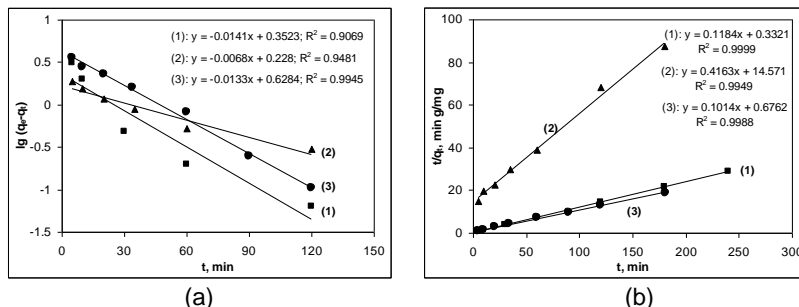 (1): y = -0.0141x + 0.3523; R² = 0.9069
(2): y = -0.0068x + 0.228; R² = 0.9481
(3): y = -0.0133x + 0.6284; R² = 0.9945
1
0.5
0
-0.5
-1
-1.5
lg (qe-qt)
(2)
(3)
(1)
0 30 60 90 120 150
t, min
(a)
(1): y = 0.1184x + 0.3321
R² = 0.9999
(2): y = 0.4163x + 14.571
R² = 0.9949
(3): y = 0.1014x + 0.6762
R² = 0.9988
100
80
60
40
20
0
t/qt, min g/mg
(2)
(1)
(3)
0 50 100 150 200 250 300
t, min
(b)